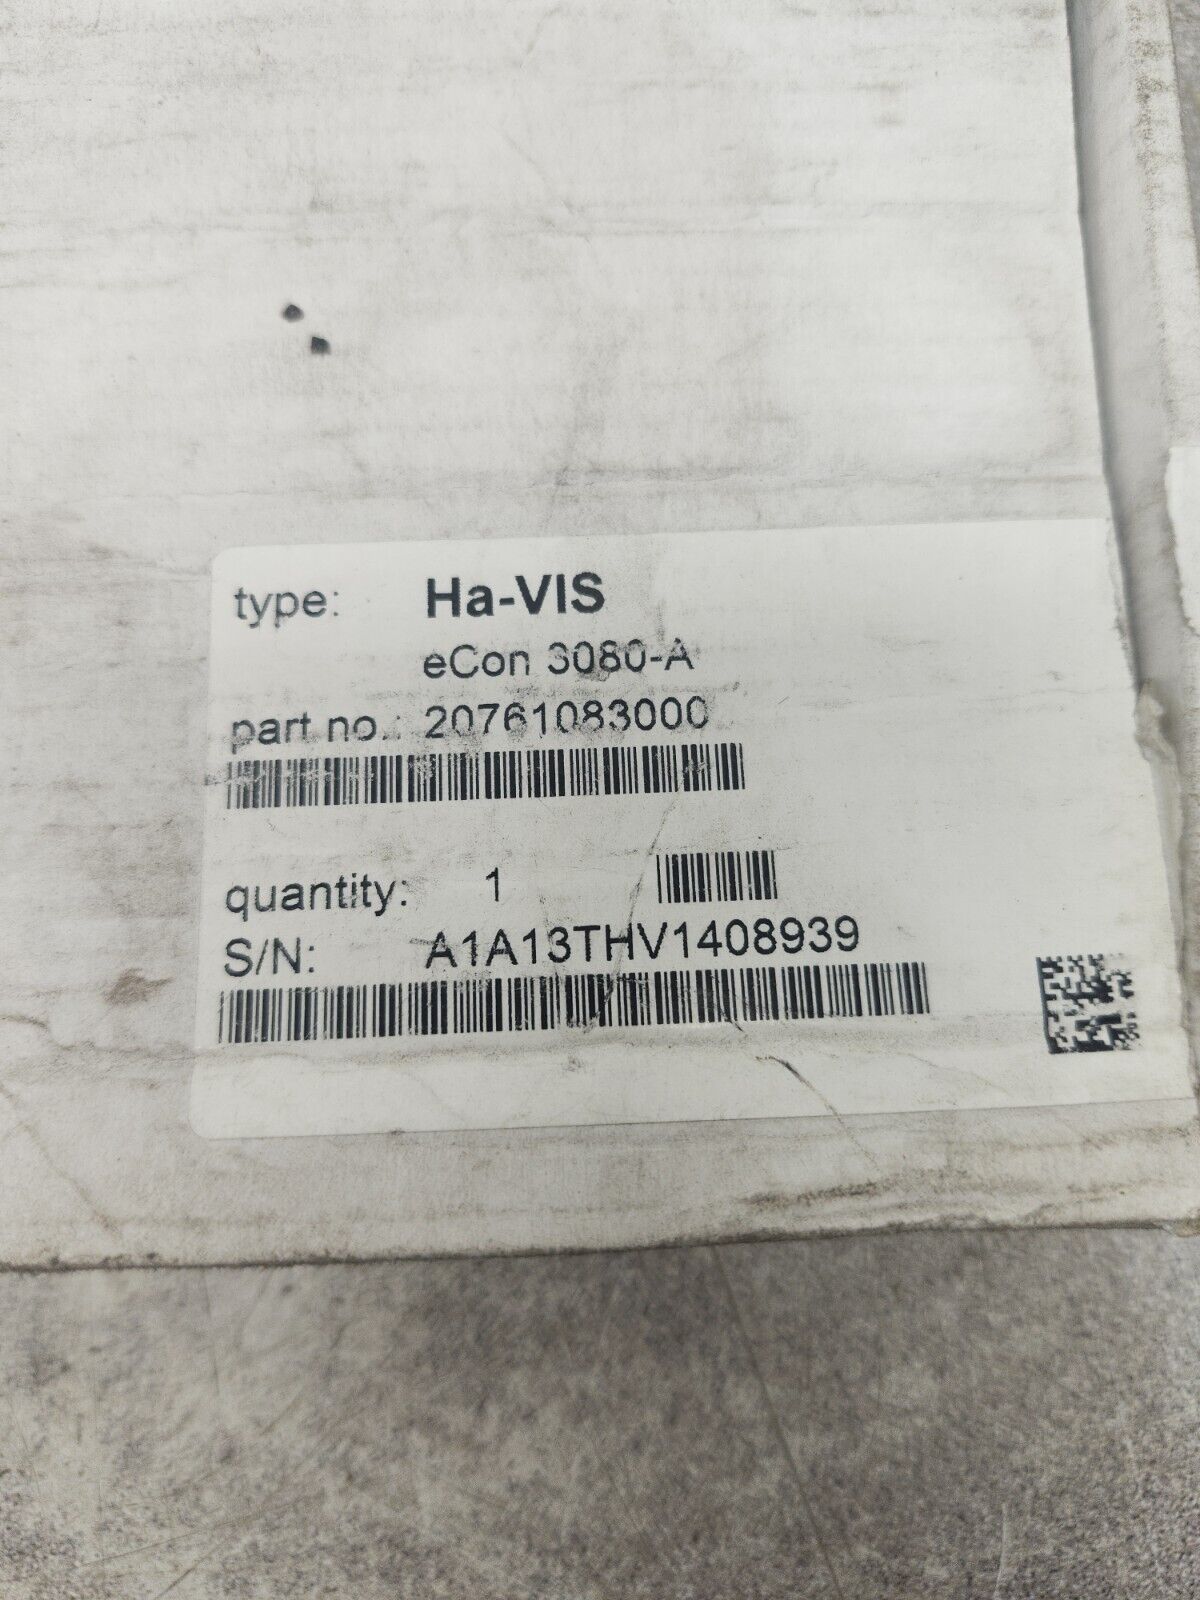 type: Ha-VIS
eCon 3080-A
part no.: 20761083000
quantity: 1
S/N: A1A13THV1408939